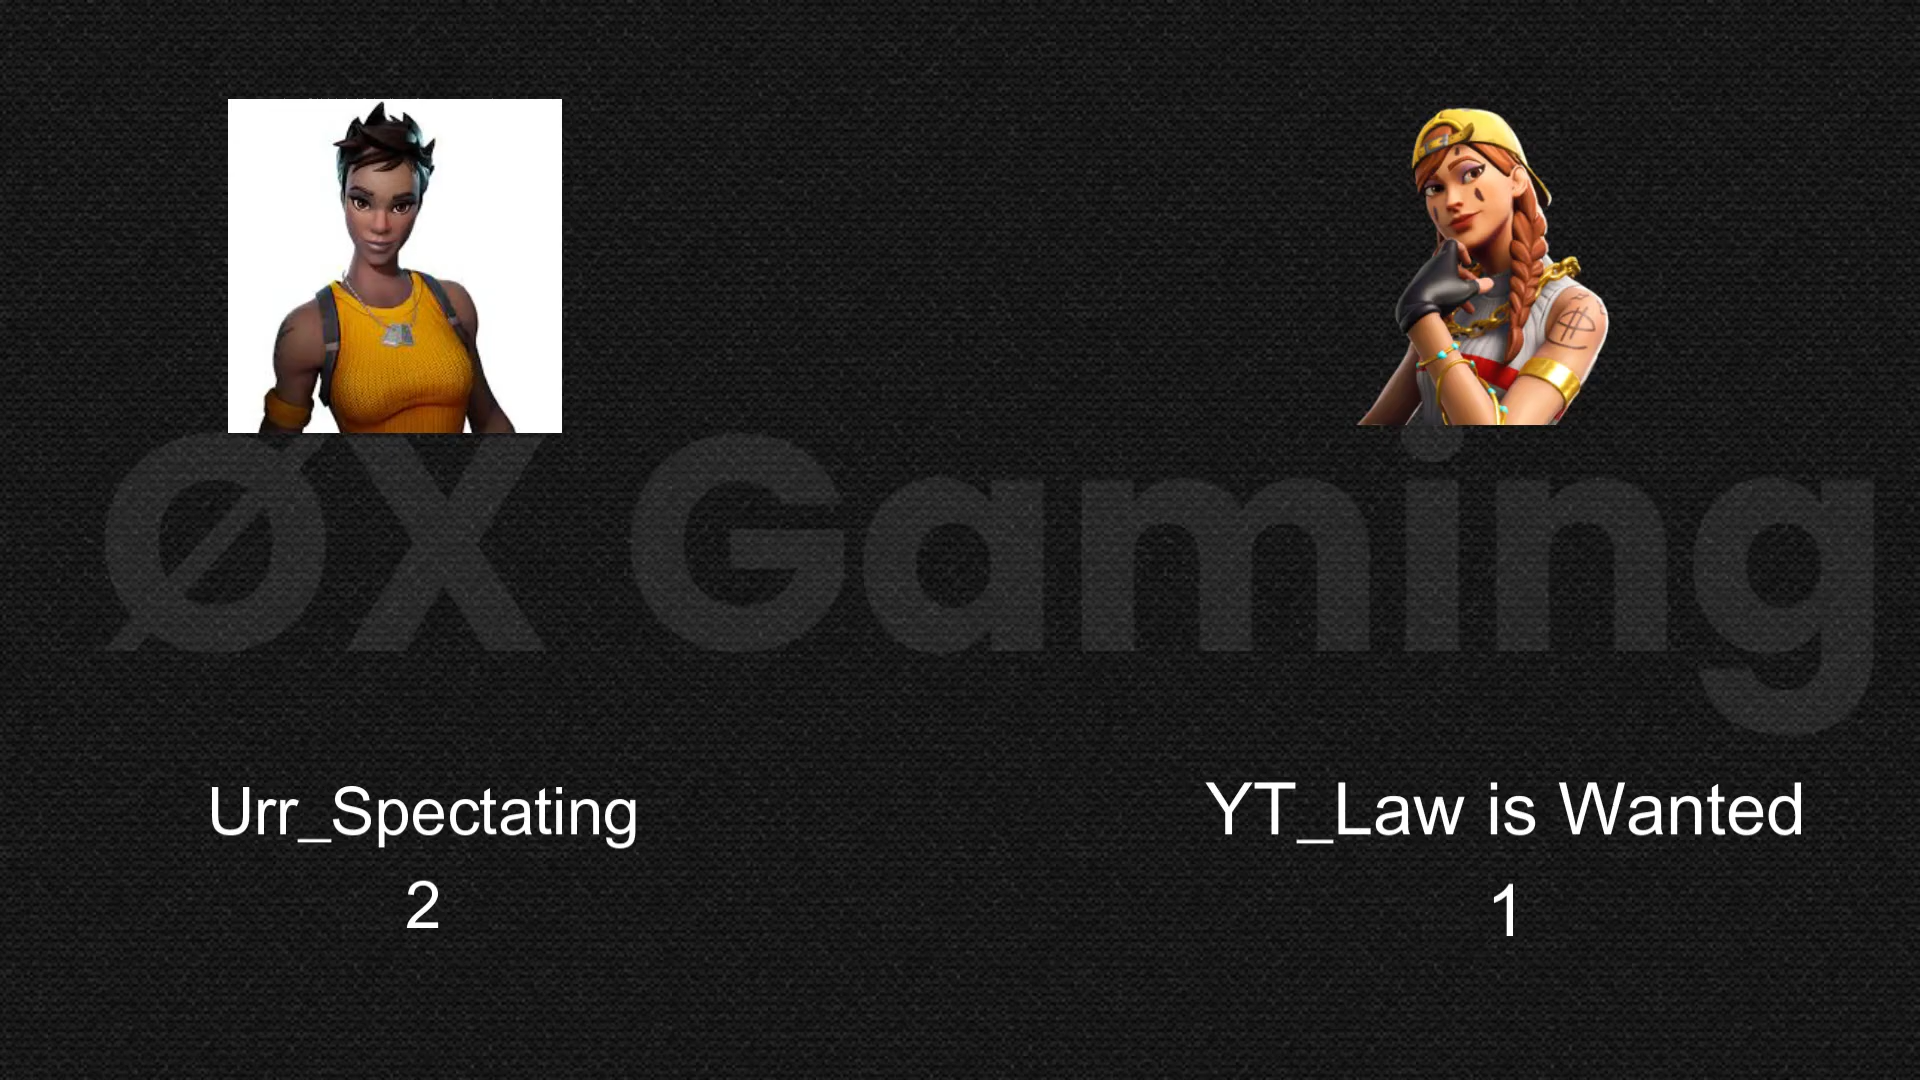 ØX Gaming
Urr_Spectating
2
YT_Law is Wanted
1